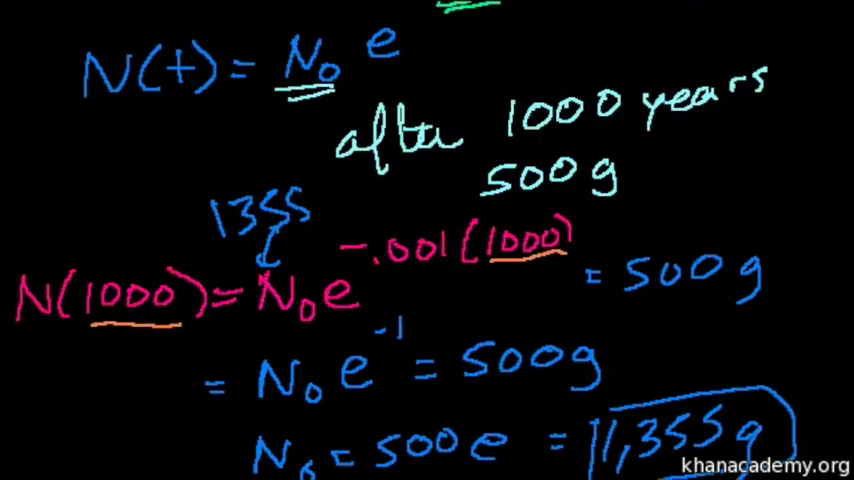 N(t) = N₀ e
after 1000 years
500g
1355
N(1000) = N₀e^-.001(1000) = 500g
= N₀ e^-1 = 500g
N₀ = 500e = 1,355g
khanacademy.org